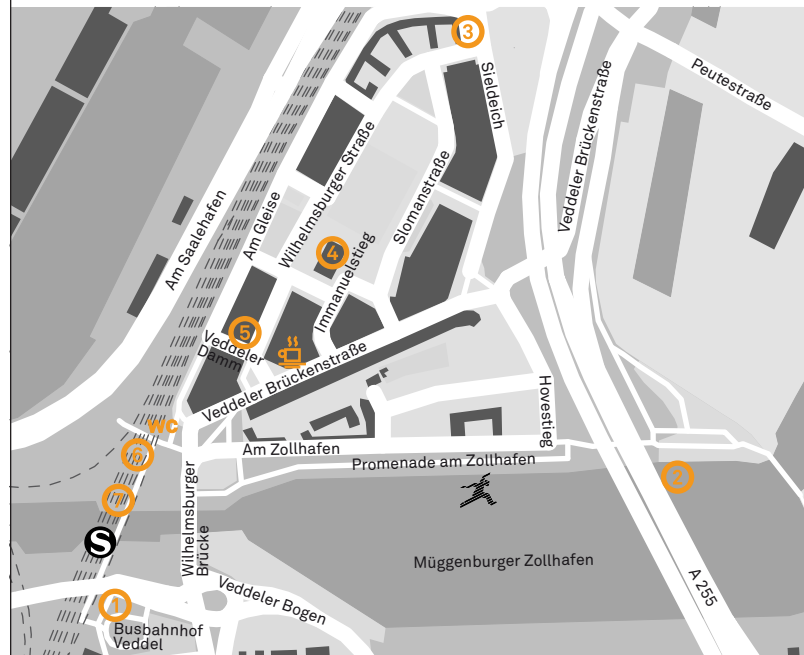 3
Peutestraße
Sieldeich
Veddeler Brückenstraße
Wilhelmsburger Straße
Slomanstraße
Am Saalehafen
Am Gleise
4
Immanuelstieg
5
Veddeler
Damm
Veddeler Brückenstraße
Hovestieg
WC
6
Am Zollhafen
Promenade am Zollhafen
2
7
Wilhelmsburger
Brücke
S
Müggenburger Zollhafen
A 255
Veddeler Bogen
1
Busbahnhof
Veddel